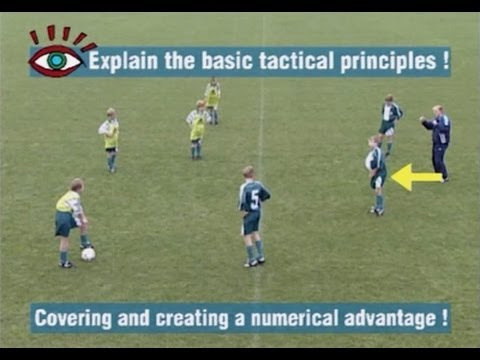 Explain the basic tactical principles !
5
Covering and creating a numerical advantage !